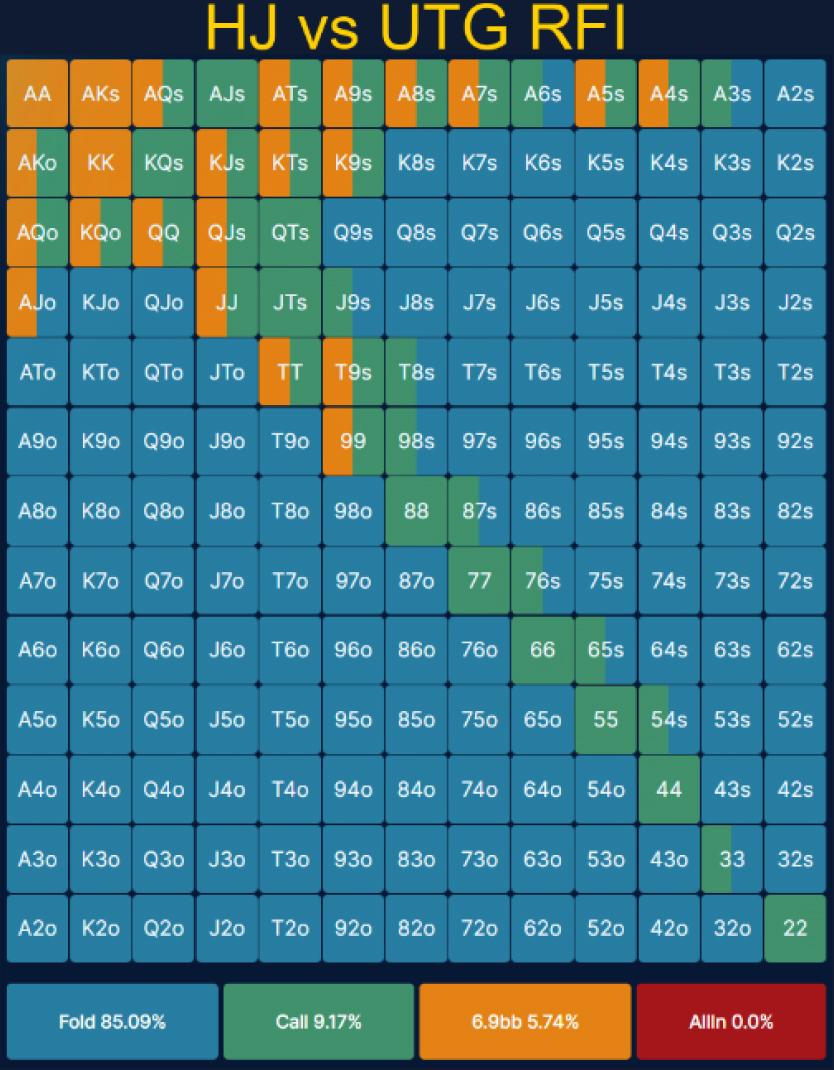 HJ vs UTG RFI
AA AKs AQs AJs ATs A9s A8s A7s A6s A5s A4s A3s A2s
AKo KK KQs KJs KTs K9s K8s K7s K6s K5s K4s K3s K2s
AQo KQo QQ QJs QTs Q9s Q8s Q7s Q6s Q5s Q4s Q3s Q2s
AJo KJo QJo JJ JTs J9s J8s J7s J6s J5s J4s J3s J2s
ATo KTo QTo JTo TT T9s T8s T7s T6s T5s T4s T3s T2s
A9o K9o Q9o J9o T9o 99 98s 97s 96s 95s 94s 93s 92s
A8o K8o Q8o J8o T8o 98o 88 87s 86s 85s 84s 83s 82s
A7o K7o Q7o J7o T7o 97o 87o 77 76s 75s 74s 73s 72s
A6o K6o Q6o J6o T6o 96o 86o 76o 66 65s 64s 63s 62s
A5o K5o Q5o J5o T5o 95o 85o 75o 65o 55 54s 53s 52s
A4o K4o Q4o J4o T4o 94o 84o 74o 64o 54o 44 43s 42s
A3o K3o Q3o J3o T3o 93o 83o 73o 63o 53o 43o 33 32s
A2o K2o Q2o J2o T2o 92o 82o 72o 62o 52o 42o 32o 22
Fold 85.09% Call 9.17% 6.9bb 5.74% AllIn 0.0%